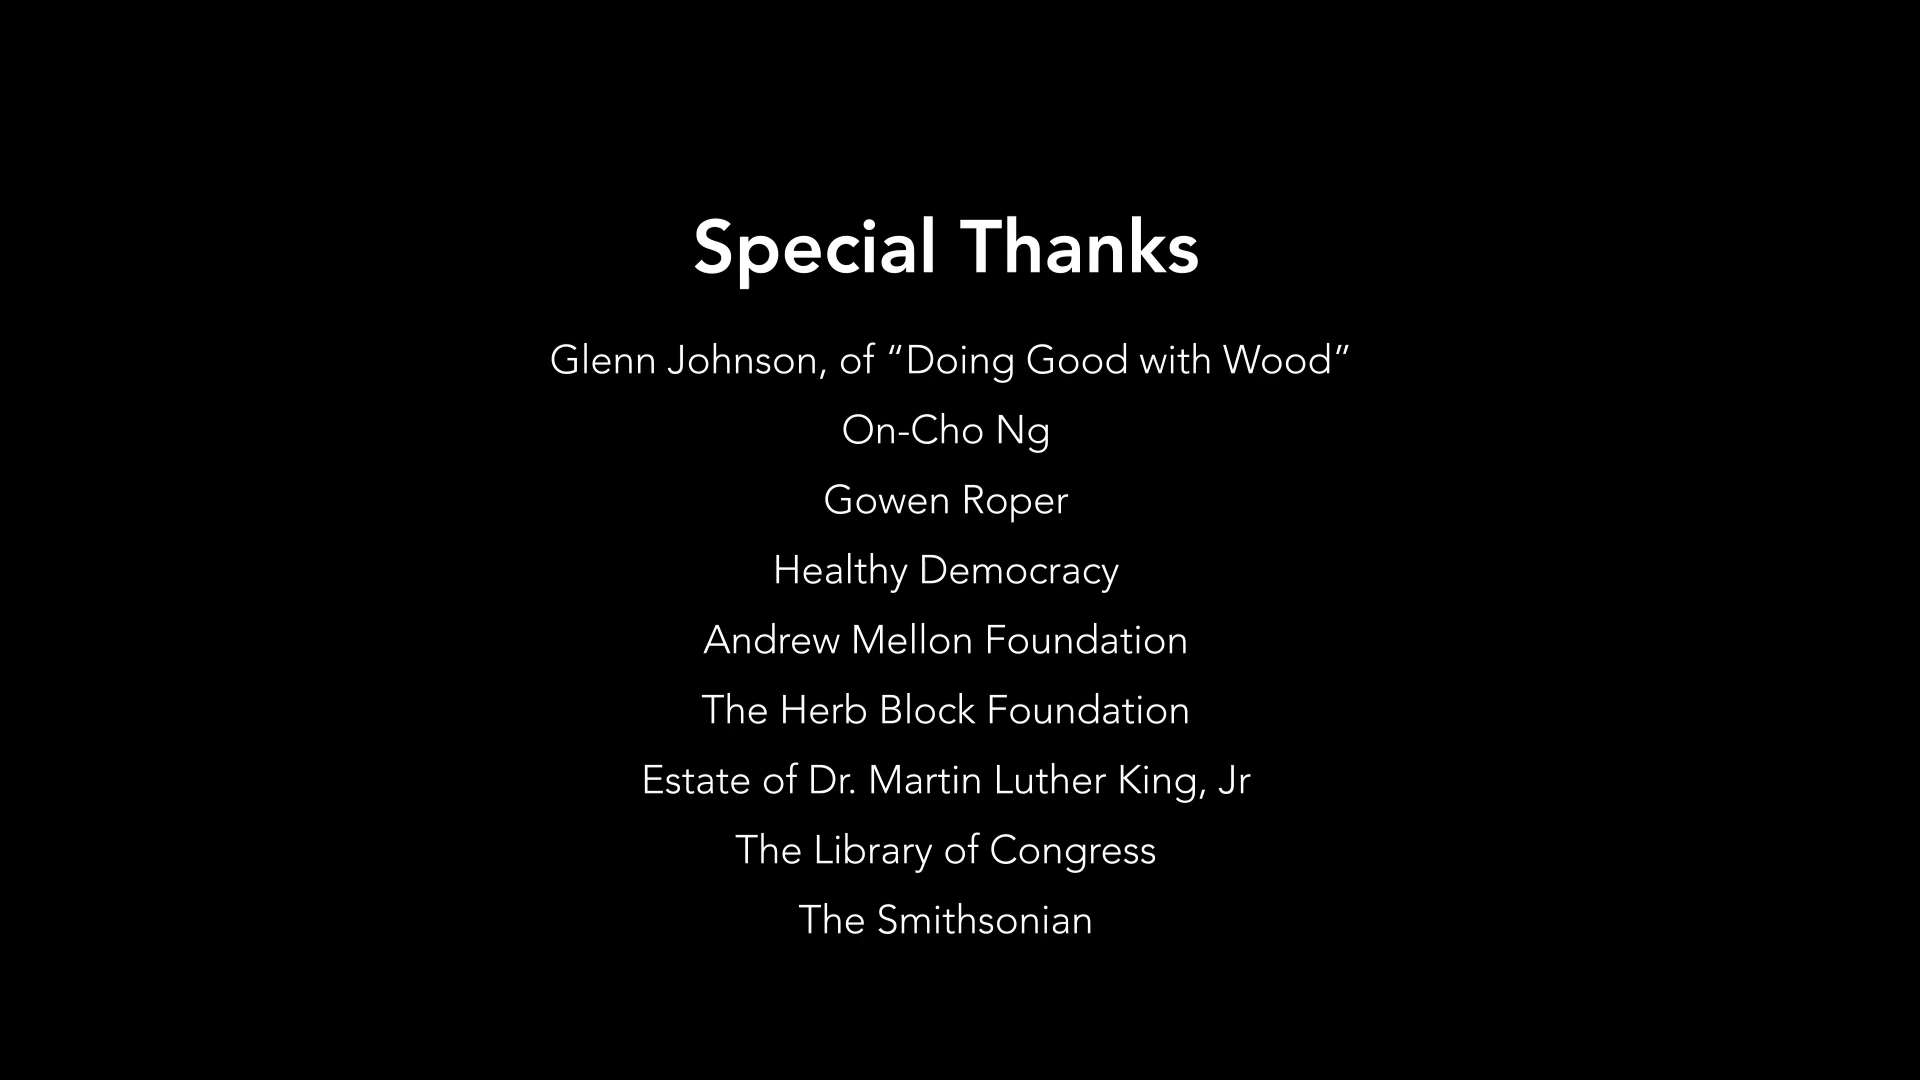 Special Thanks
Glenn Johnson, of “Doing Good with Wood”
On-Cho Ng
Gowen Roper
Healthy Democracy
Andrew Mellon Foundation
The Herb Block Foundation
Estate of Dr. Martin Luther King, Jr
The Library of Congress
The Smithsonian